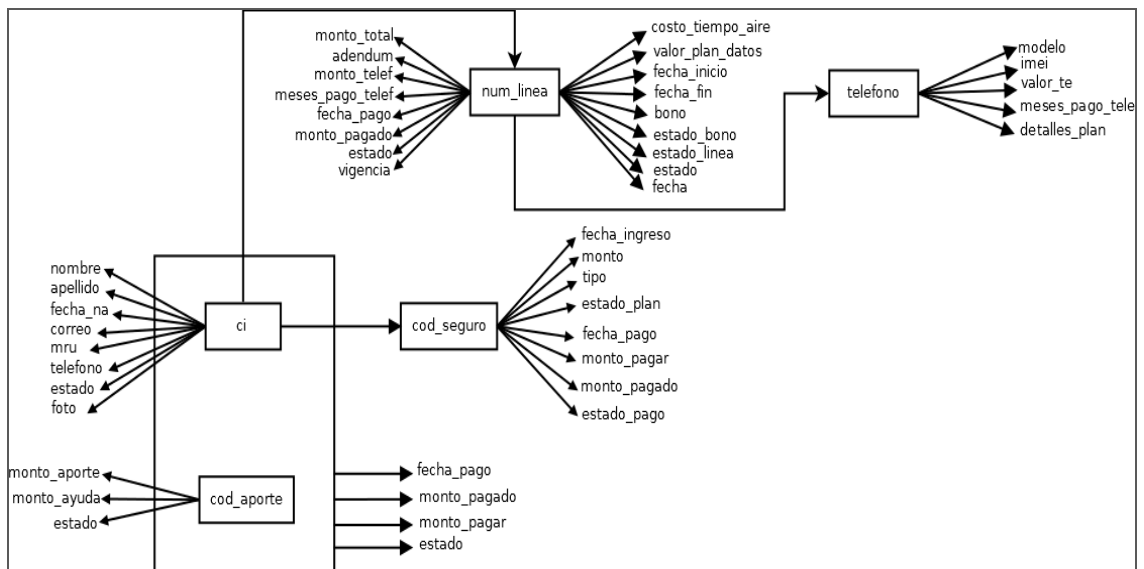 monto_total
adendum
monto_telef
meses_pago_telef
fecha_pago
monto_pagado
estado
vigencia
num_linea
costo_tiempo_aire
valor_plan_datos
fecha_inicio
fecha_fin
bono
estado_bono
estado_linea
estado
fecha
telefono
modelo
imei
valor_te
meses_pago_tele
detalles_plan
nombre
apellido
fecha_na
correo
mru
telefono
estado
foto
ci
cod_seguro
fecha_ingreso
monto
tipo
estado_plan
fecha_pago
monto_pagar
monto_pagado
estado_pago
monto_aporte
monto_ayuda
estado
cod_aporte
fecha_pago
monto_pagado
monto_pagar
estado